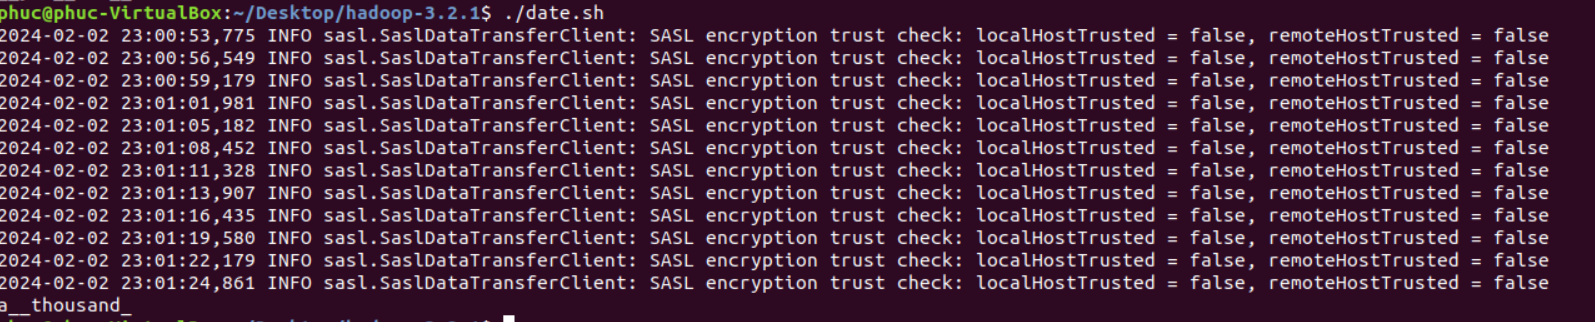 phuc@phuc-VirtualBox:~/Desktop/hadoop-3.2.1$ ./date.sh
2024-02-02 23:00:53,775 INFO sasl.SaslDataTransferClient: SASL encryption trust check: localHostTrusted = false, remoteHostTrusted = false
2024-02-02 23:00:56,549 INFO sasl.SaslDataTransferClient: SASL encryption trust check: localHostTrusted = false, remoteHostTrusted = false
2024-02-02 23:00:59,179 INFO sasl.SaslDataTransferClient: SASL encryption trust check: localHostTrusted = false, remoteHostTrusted = false
2024-02-02 23:01:01,981 INFO sasl.SaslDataTransferClient: SASL encryption trust check: localHostTrusted = false, remoteHostTrusted = false
2024-02-02 23:01:05,182 INFO sasl.SaslDataTransferClient: SASL encryption trust check: localHostTrusted = false, remoteHostTrusted = false
2024-02-02 23:01:08,452 INFO sasl.SaslDataTransferClient: SASL encryption trust check: localHostTrusted = false, remoteHostTrusted = false
2024-02-02 23:01:11,328 INFO sasl.SaslDataTransferClient: SASL encryption trust check: localHostTrusted = false, remoteHostTrusted = false
2024-02-02 23:01:13,907 INFO sasl.SaslDataTransferClient: SASL encryption trust check: localHostTrusted = false, remoteHostTrusted = false
2024-02-02 23:01:16,435 INFO sasl.SaslDataTransferClient: SASL encryption trust check: localHostTrusted = false, remoteHostTrusted = false
2024-02-02 23:01:19,580 INFO sasl.SaslDataTransferClient: SASL encryption trust check: localHostTrusted = false, remoteHostTrusted = false
2024-02-02 23:01:22,179 INFO sasl.SaslDataTransferClient: SASL encryption trust check: localHostTrusted = false, remoteHostTrusted = false
2024-02-02 23:01:24,861 INFO sasl.SaslDataTransferClient: SASL encryption trust check: localHostTrusted = false, remoteHostTrusted = false
a__thousand_